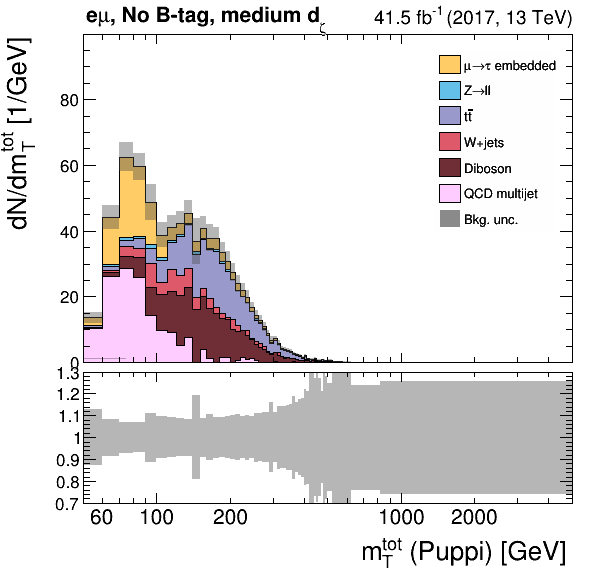 eμ, No B-tag, medium dζ
41.5 fb⁻¹ (2017, 13 TeV)
dN/dm_T^tot [1/GeV]
80
60
40
20
0
μ→τ embedded
Z→ll
tt̄
W+jets
Diboson
QCD multijet
Bkg. unc.
1.3
1.2
1.1
1
0.9
0.8
0.7
60 100 200 1000 2000
m_T^tot (Puppi) [GeV]